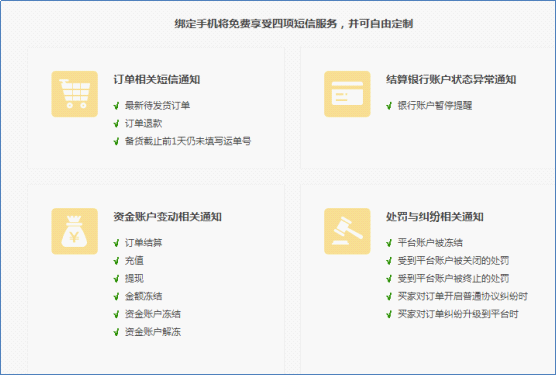 绑定手机将免费享受四项短信服务，并可自由定制
订单相关短信通知
最新待发货订单
订单退款
备货截止前1天仍未填写运单号
结算银行账户状态异常通知
银行账户暂停提醒
资金账户变动相关通知
订单结算
充值
提现
金额冻结
资金账户冻结
资金账户解冻
处罚与纠纷相关通知
平台账户被冻结
受到平台账户被关闭的处罚
受到平台账户被终止的处罚
买家对订单开启普通协议纠纷时
买家对订单纠纷升级到平台时